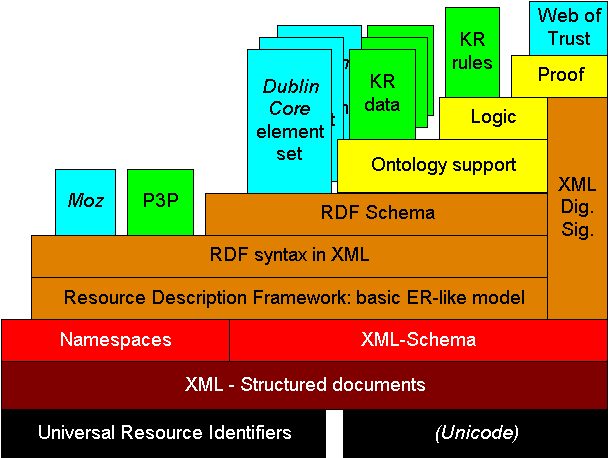 Web of
Trust
KR
rules
Proof
Dublin
Core
element
set
KR
data
Logic
Ontology support
XML
Dig.
Sig.
Moz
P3P
RDF Schema
RDF syntax in XML
Resource Description Framework: basic ER-like model
Namespaces
XML-Schema
XML - Structured documents
Universal Resource Identifiers
(Unicode)